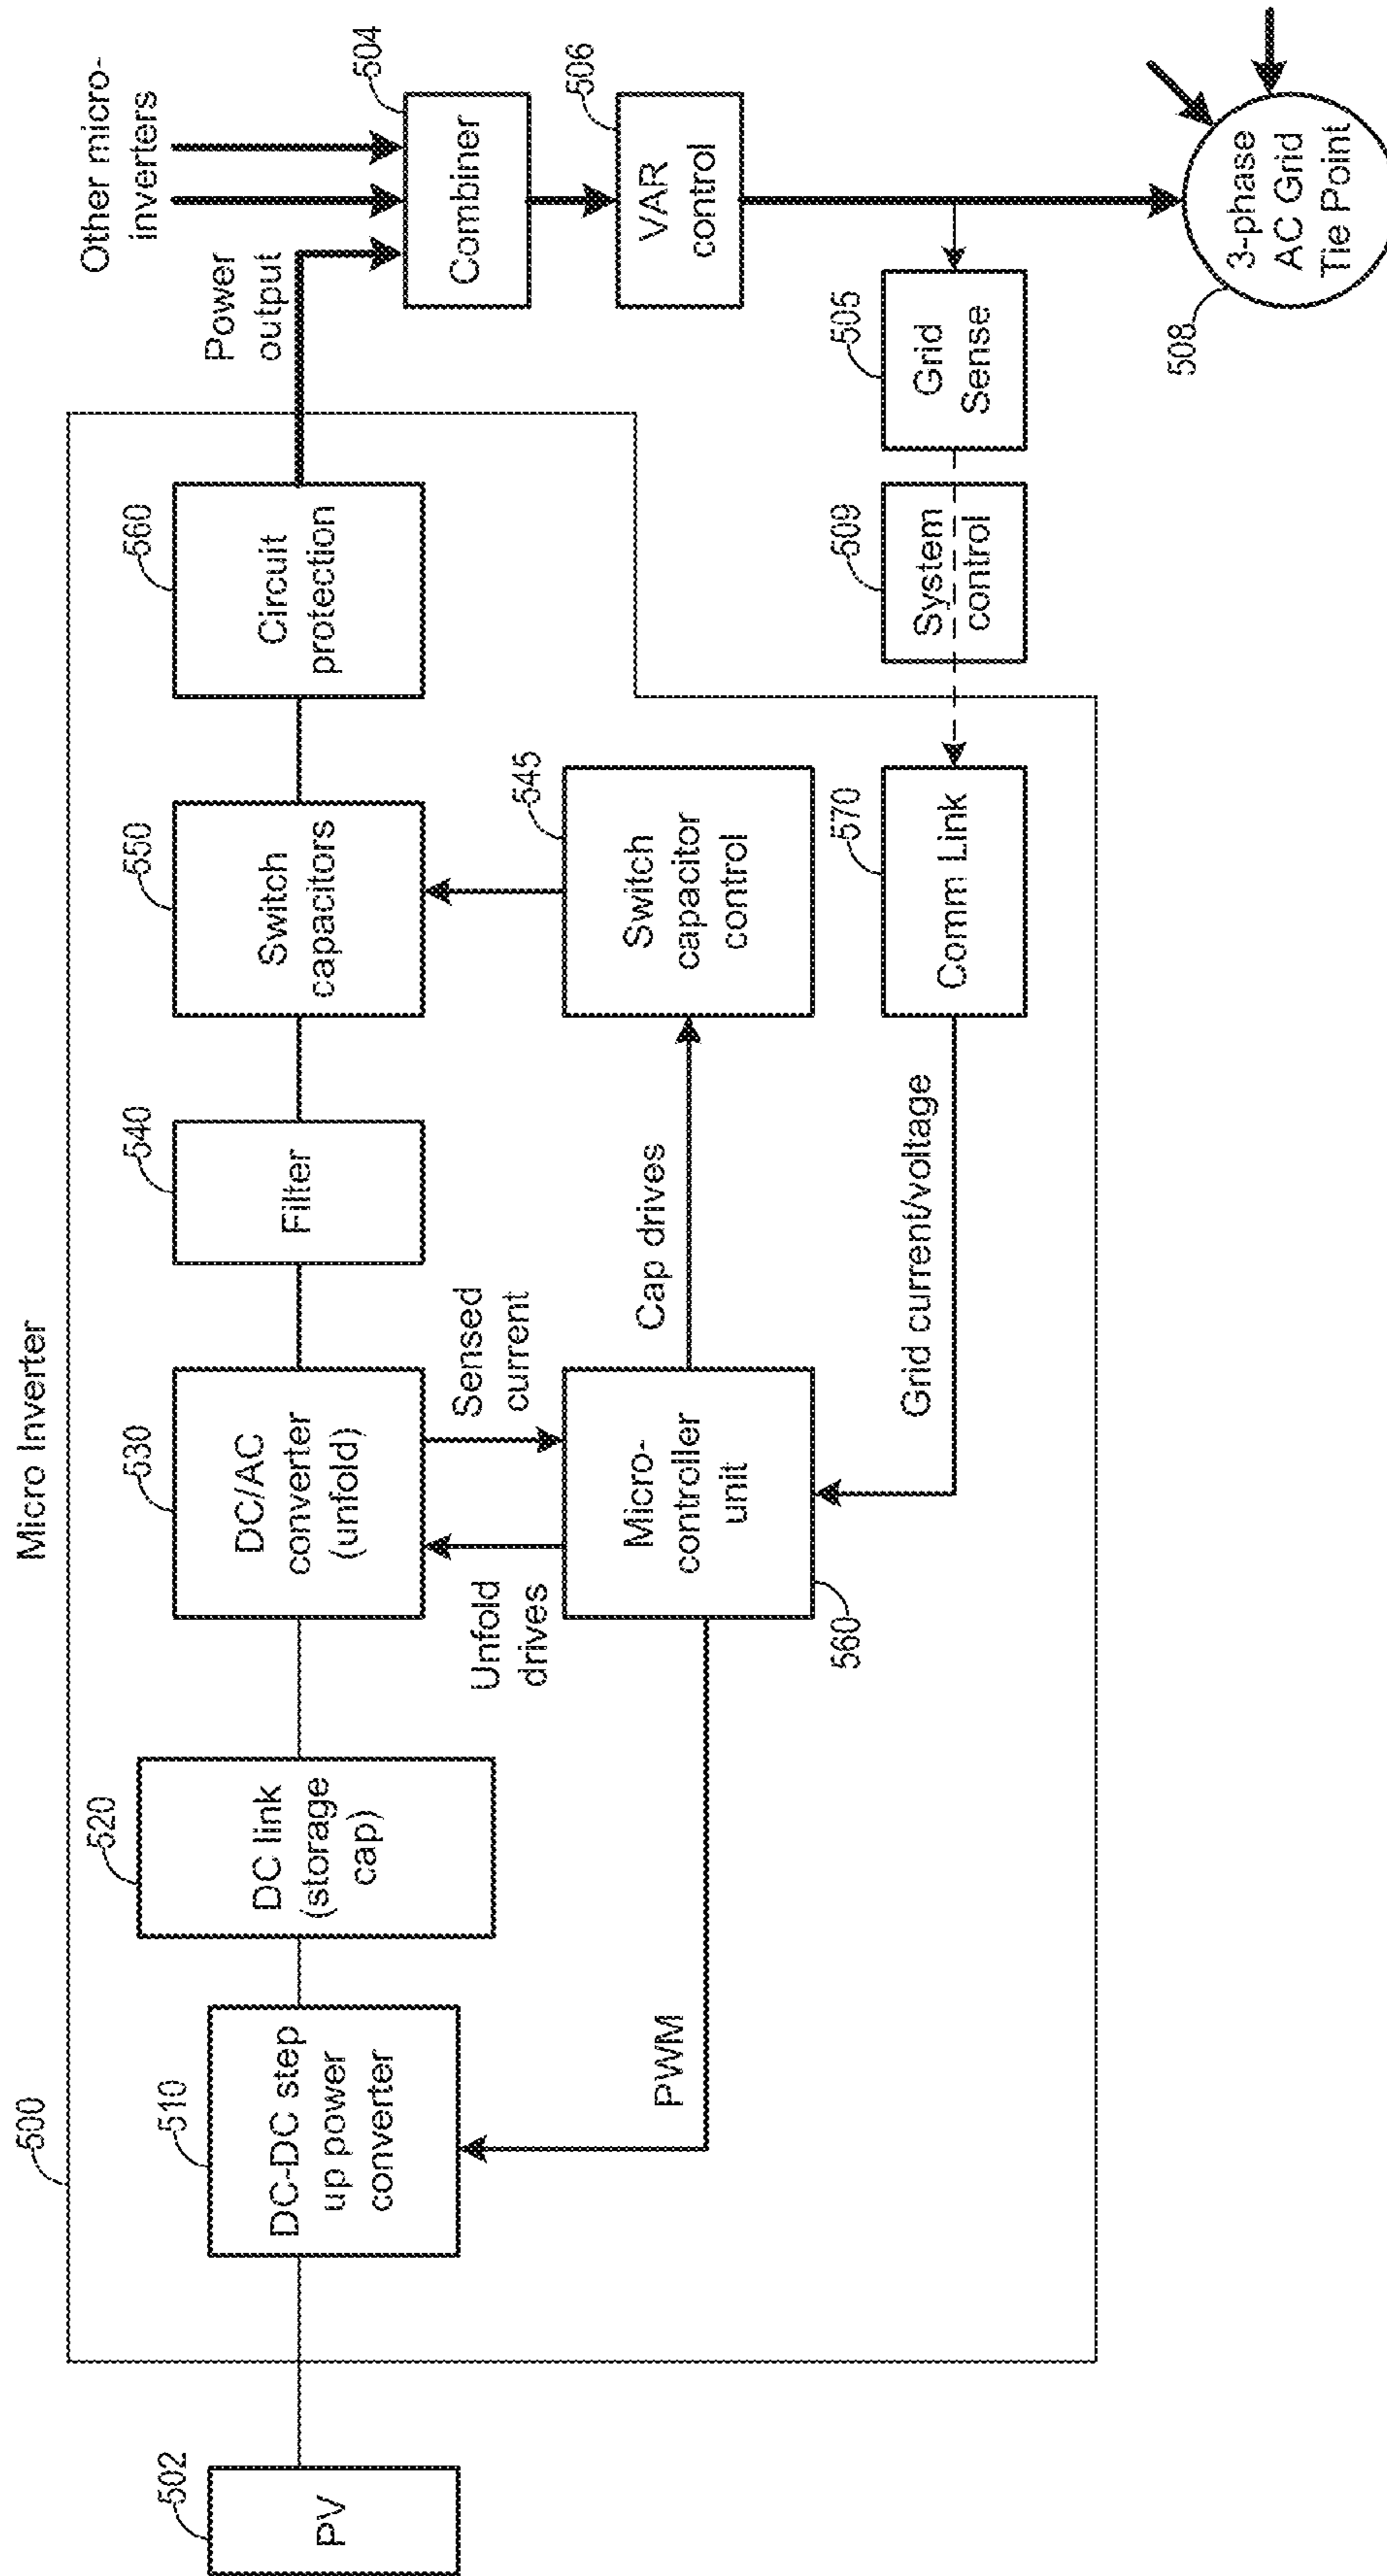 Micro Inverter
500
502
PV
510
DC-DC step
up power
converter
520
DC link
(storage
cap)
530
DC/AC
converter
(unfold)
540
Filter
550
Switch
capacitors
560
Circuit
protection
Power
output
Other micro-
inverters
504
Combiner
506
VAR
control
Unfold
drives
Sensed
current
PWM
Micro-
controller
unit
560
Cap drives
545
Switch
capacitor
control
Grid current/voltage
570
Comm Link
509
System
control
505
Grid
Sense
508
3-phase
AC Grid
Tie Point